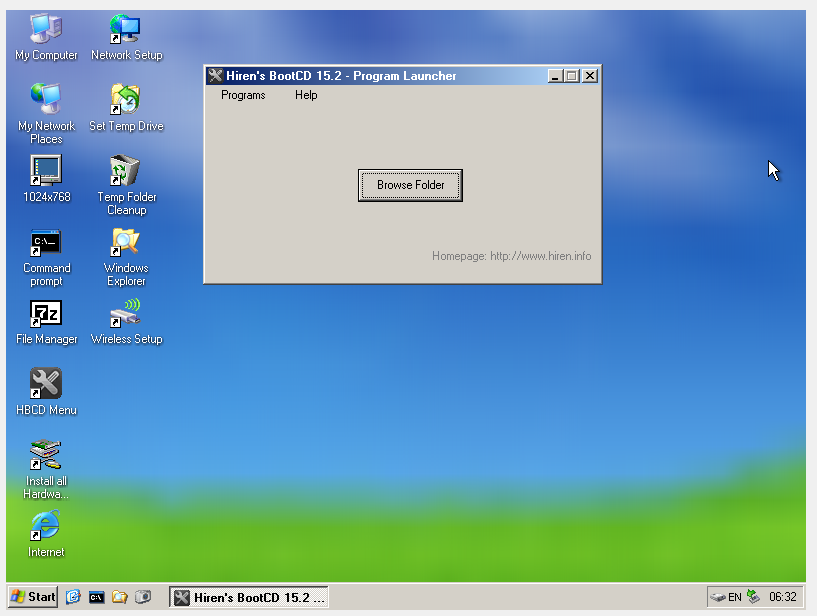 My Computer
Network Setup
Hiren's BootCD 15.2 - Program Launcher
Programs
Help
My Network
Places
Set Temp Drive
Browse Folder
1024x768
Temp Folder
Cleanup
Homepage: http://www.hiren.info
C:\_
Command
prompt
Windows
Explorer
7z
File Manager
Wireless Setup
HBCD Menu
Install all
Hardwa...
Internet
Start
C:\
Hiren's BootCD 15.2 ...
EN
06:32